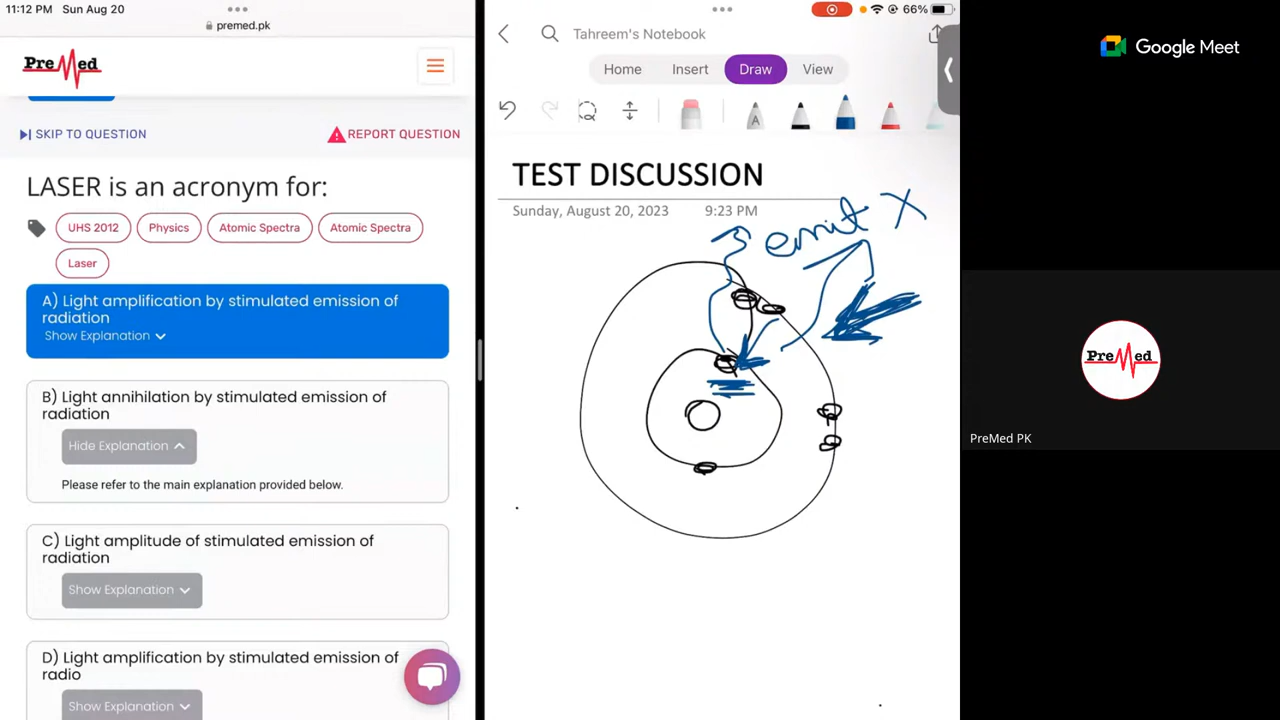 11:12 PM Sun Aug 20
premed.pk
PreMed
SKIP TO QUESTION
REPORT QUESTION
LASER is an acronym for:
UHS 2012
Physics
Atomic Spectra
Atomic Spectra
Laser
A) Light amplification by stimulated emission of
radiation
Show Explanation
B) Light annihilation by stimulated emission of
radiation
Hide Explanation
Please refer to the main explanation provided below.
C) Light amplitude of stimulated emission of
radiation
Show Explanation
D) Light amplification by stimulated emission of
radio
Show Explanation
66%
Tahreem's Notebook
Home
Insert
Draw
View
A
TEST DISCUSSION
Sunday, August 20, 2023
9:23 PM
emit X
Google Meet
PreMed
PreMed PK